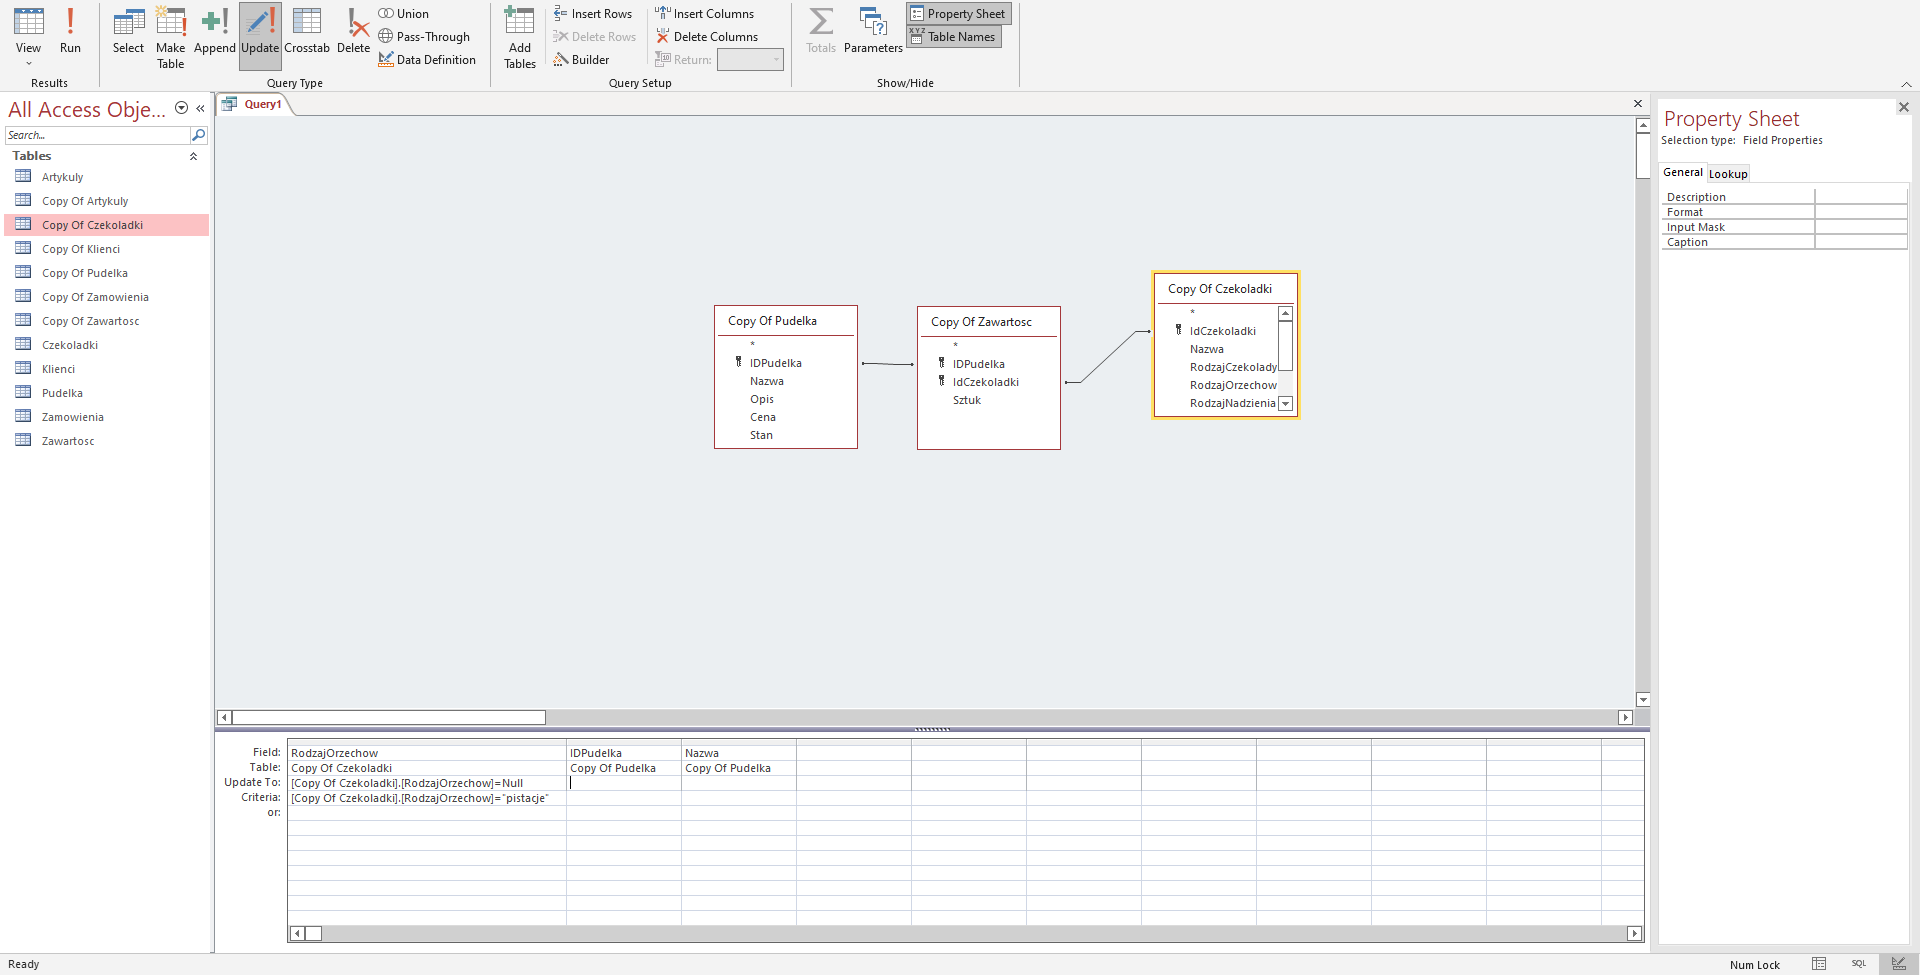 View
Run
Results
Select
Make Table
Append
Update
Crosstab
Delete
Union
Pass-Through
Data Definition
Query Type
Add Tables
Insert Rows
Delete Rows
Builder
Insert Columns
Delete Columns
Return:
Query Setup
Totals
Parameters
Property Sheet
XYZ Table Names
Show/Hide
All Access Obje...
Search...
Tables
Artykuly
Copy Of Artykuly
Copy Of Czekoladki
Copy Of Klienci
Copy Of Pudelka
Copy Of Zamowienia
Copy Of Zawartosc
Czekoladki
Klienci
Pudelka
Zamowienia
Zawartosc
Query1
Copy Of Pudelka
*
IDPudelka
Nazwa
Opis
Cena
Stan
Copy Of Zawartosc
*
IDPudelka
IdCzekoladki
Sztuk
Copy Of Czekoladki
*
IdCzekoladki
Nazwa
RodzajCzekolady
RodzajOrzechow
RodzajNadzienia
Field: RodzajOrzechow IDPudelka Nazwa
Table: Copy Of Czekoladki Copy Of Pudelka Copy Of Pudelka
Update To: [Copy Of Czekoladki].[RodzajOrzechow]=Null
Criteria: [Copy Of Czekoladki].[RodzajOrzechow]="pistacje"
or:
Property Sheet
Selection type: Field Properties
General Lookup
Description
Format
Input Mask
Caption
Ready
Num Lock
SQL